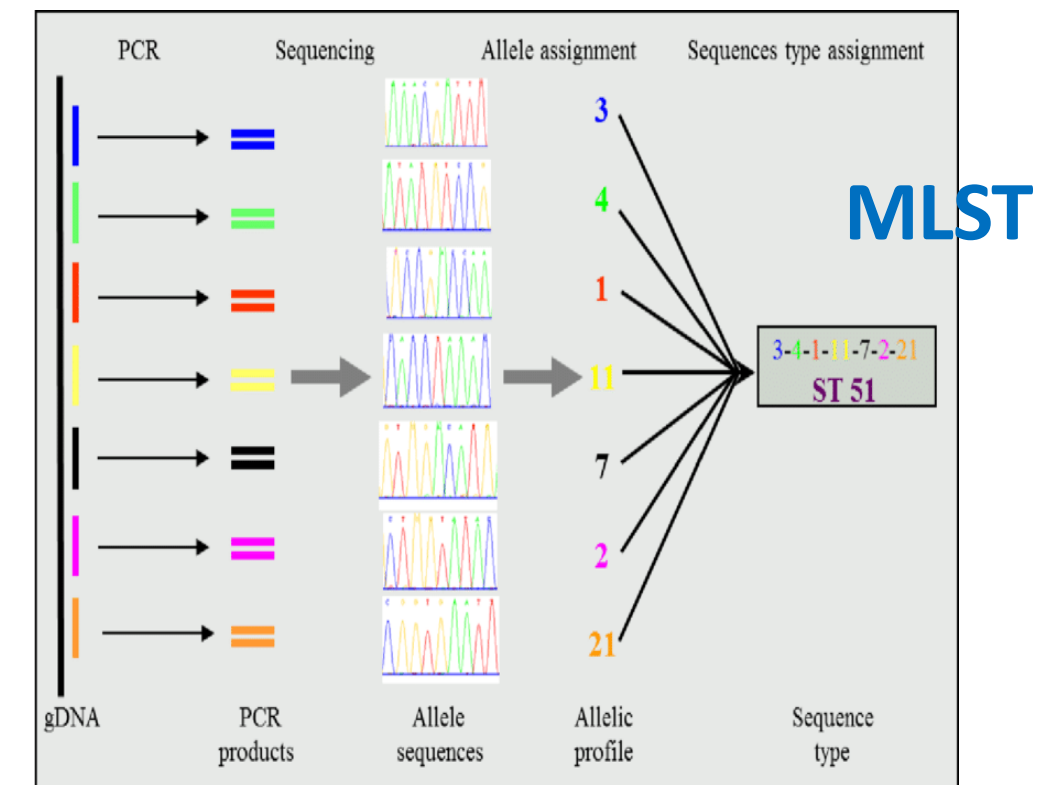 PCR Sequencing Allele assignment Sequences type assignment
3
4
MLST
1
3-4-1-11-7-2-21
ST 51
11
7
2
21
gDNA
PCR
products
Allele
sequences
Allelic
profile
Sequence
type